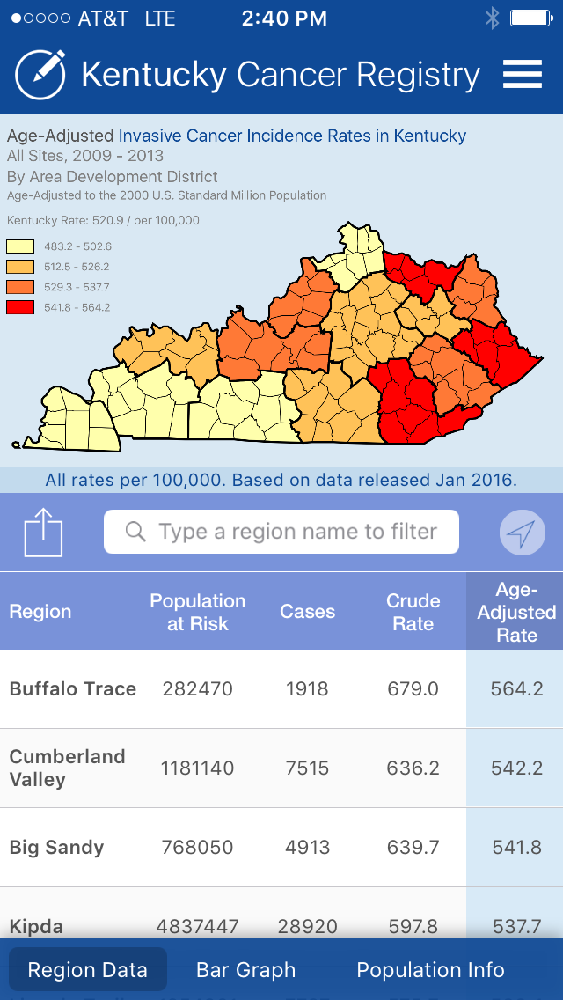 AT&T LTE 2:40 PM
Kentucky Cancer Registry
Age-Adjusted Invasive Cancer Incidence Rates in Kentucky
All Sites, 2009 - 2013
By Area Development District
Age-Adjusted to the 2000 U.S. Standard Million Population
Kentucky Rate: 520.9 / per 100,000
483.2 - 502.6
512.5 - 526.2
529.3 - 537.7
541.8 - 564.2
All rates per 100,000. Based on data released Jan 2016.
Type a region name to filter
Region
Population
at Risk
Cases
Crude
Rate
Age-
Adjusted
Rate
Buffalo Trace 282470 1918 679.0 564.2
Cumberland
Valley 1181140 7515 636.2 542.2
Big Sandy 768050 4913 639.7 541.8
Kipda 4837447 28920 597.8 537.7
Region Data Bar Graph Population Info